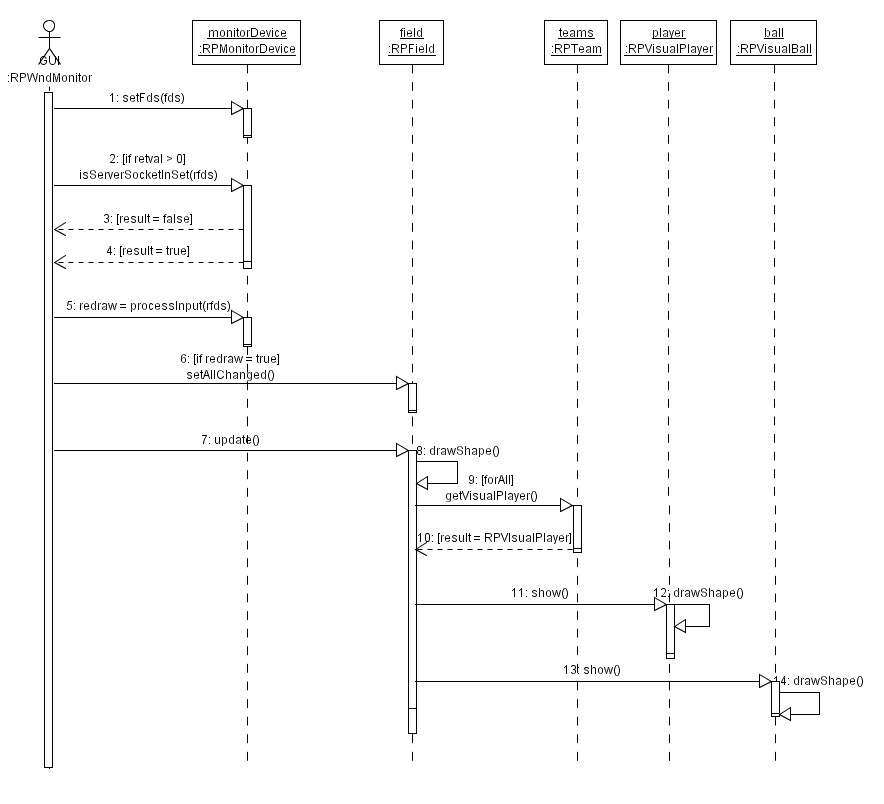 GUI
:RPWndMonitor
monitorDevice
:RPMonitorDevice
field
:RPField
teams
:RPTeam
player
:RPVisualPlayer
ball
:RPVisualBall
1: setFds(fds)
2: [if retval > 0]
isServerSocketInSet(rfds)
3: [result = false]
4: [result = true]
5: redraw = processInput(rfds)
6: [if redraw = true]
setAllChanged()
7: update()
8: drawShape()
9: [forAll]
getVisualPlayer()
10: [result = RPVisualPlayer]
11: show()
12: drawShape()
13: show()
14: drawShape()